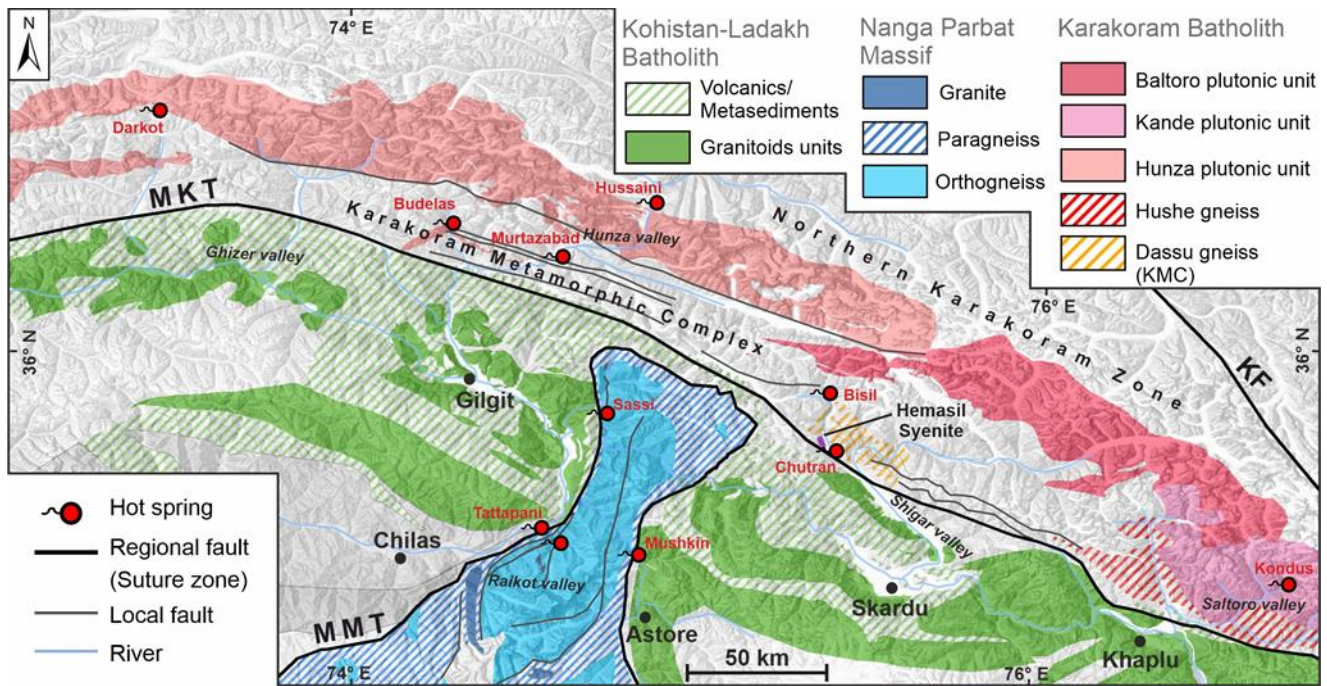 N
74° E
Kohistan-Ladakh
Batholith
Volcanics/
Metasediments
Granitoids units
Nanga Parbat
Massif
Granite
Paragneiss
Orthogneiss
Karakoram Batholith
Baltoro plutonic unit
Kande plutonic unit
Hunza plutonic unit
Hushe gneiss
Dassu gneiss
(KMC)
Darkot
MKT
Budelas
Hussaini
Murtazabad
Hunza valley
Ghizer valley
Karakoram Metamorphic Complex
Northern Karakoram Zone
76° E
36° N
36° N
KF
Gilgit
Sassi
Bisil
Hemasil
Syenite
Chutran
Shigar valley
Tattapani
Chilas
Mushkin
Raikot valley
Skardu
Kondus
Saltoro valley
MMT
Astore
Khaplu
74° E
50 km
76° E
Hot spring
Regional fault
(Suture zone)
Local fault
River